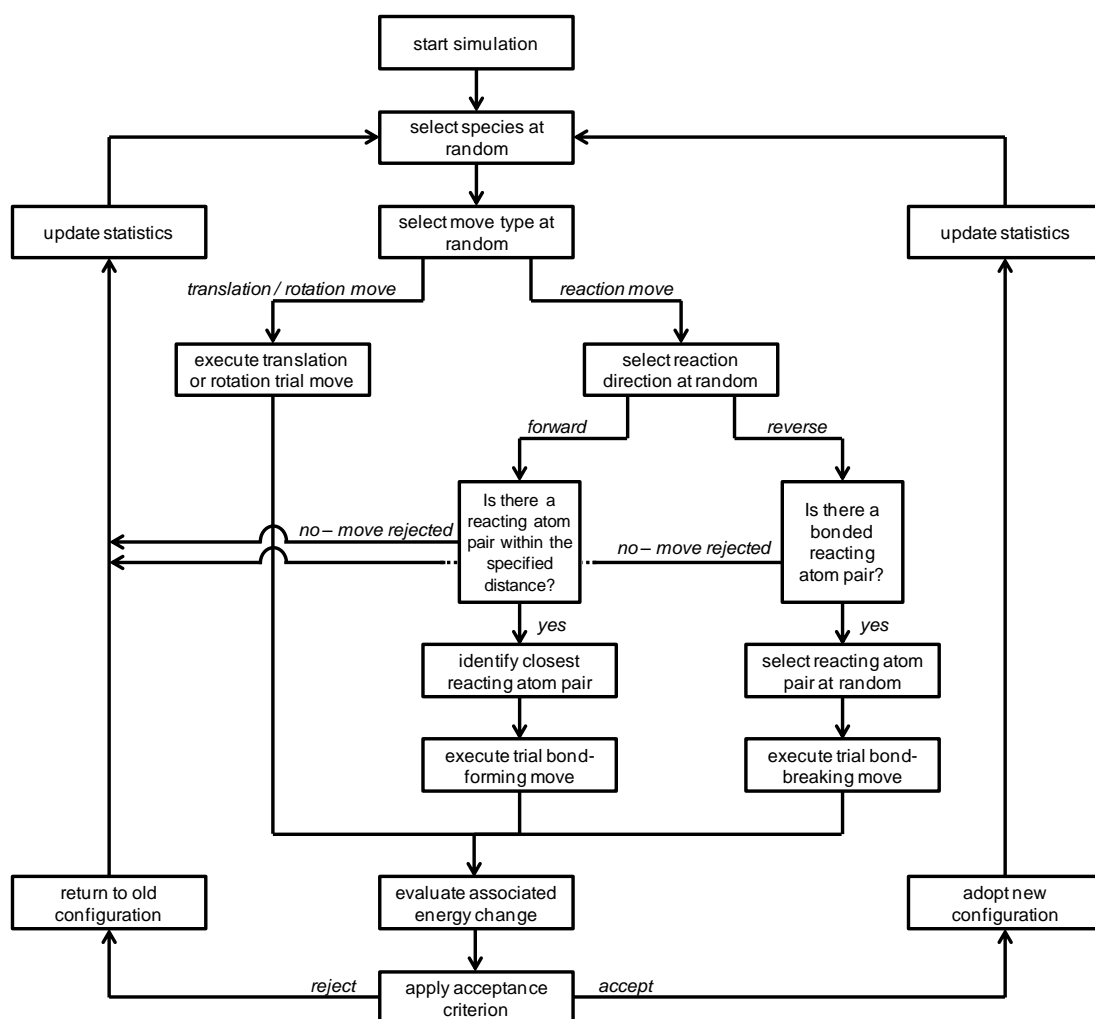 start simulation
select species at
random
select move type at
random
update statistics
update statistics
translation / rotation move
reaction move
execute translation
or rotation trial move
select reaction
direction at random
forward
reverse
Is there a
reacting atom
pair within the
specified
distance?
Is there a
bonded
reacting
atom pair?
no – move rejected
no – move rejected
yes
yes
identify closest
reacting atom pair
select reacting atom
pair at random
execute trial bond-
forming move
execute trial bond-
breaking move
return to old
configuration
evaluate associated
energy change
adopt new
configuration
reject
apply acceptance
criterion
accept